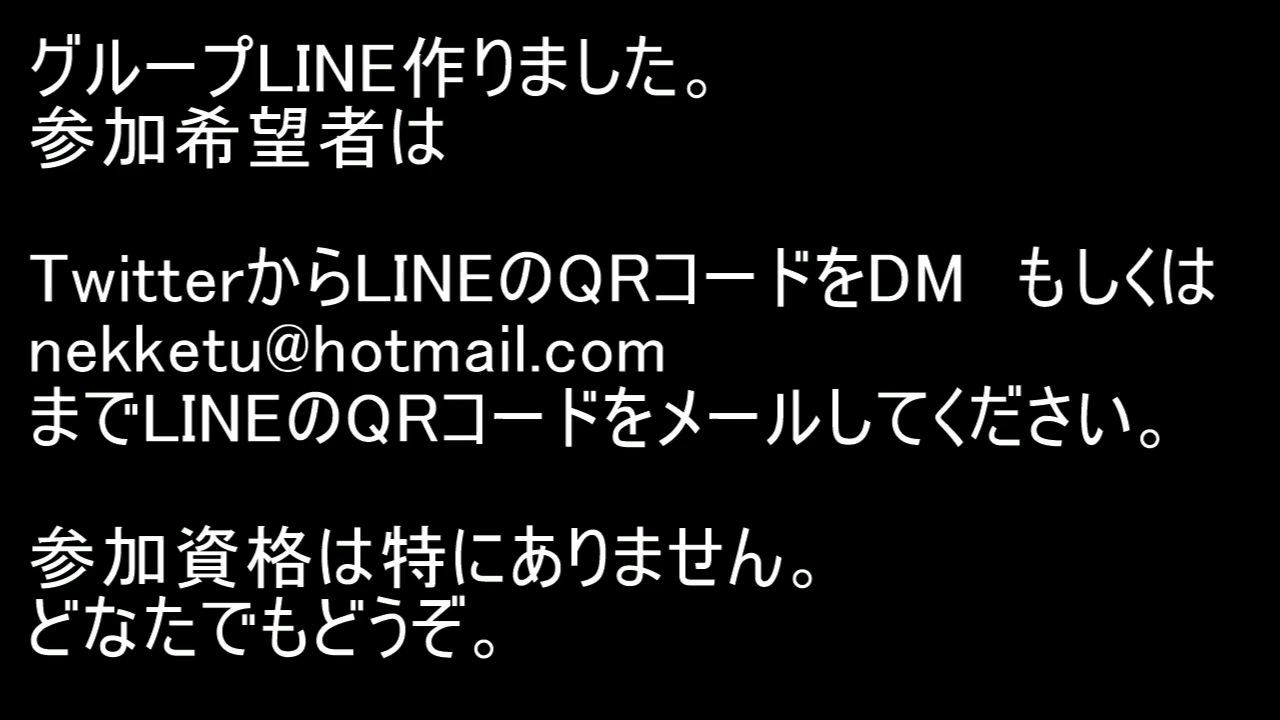 グループLINE作りました。
参加希望者は
TwitterからLINEのQRコードをDM　もしくは
nekketu@hotmail.com
までLINEのQRコードをメールしてください。
参加資格は特にありません。
どなたでもどうぞ。